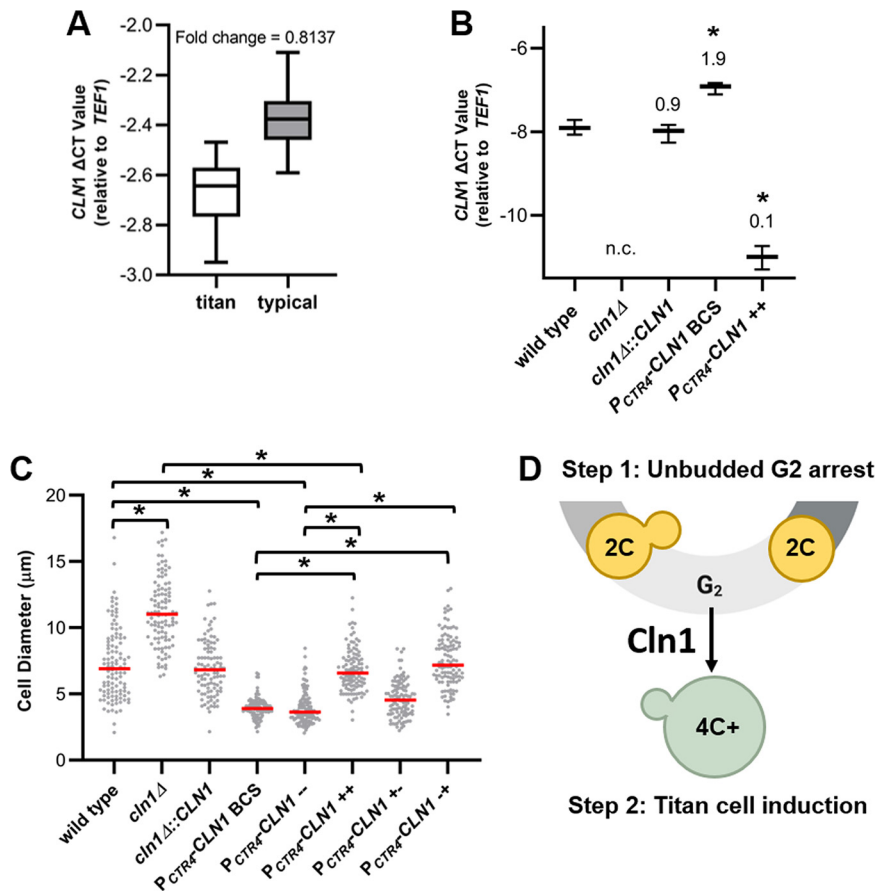 A
Fold change = 0.8137
CLN1 ΔCT Value
(relative to TEF1)
-2.0
-2.2
-2.4
-2.6
-2.8
-3.0
titan
typical
B
CLN1 ΔCT Value
(relative to TEF1)
-6
-8
-10
n.c.
0.9
*
1.9
*
0.1
wild type
cln1Δ
cln1Δ::CLN1
PCTR4-CLN1 BCS
PCTR4-CLN1 ++
C
Cell Diameter (μm)
20
15
10
5
0
*
*
*
*
*
*
*
*
wild type
cln1Δ
cln1Δ::CLN1
PCTR4-CLN1 BCS
PCTR4-CLN1 --
PCTR4-CLN1 ++
PCTR4-CLN1 +-
PCTR4-CLN1 -+
D
Step 1: Unbudded G2 arrest
2C
2C
G2
Cln1
4C+
Step 2: Titan cell induction